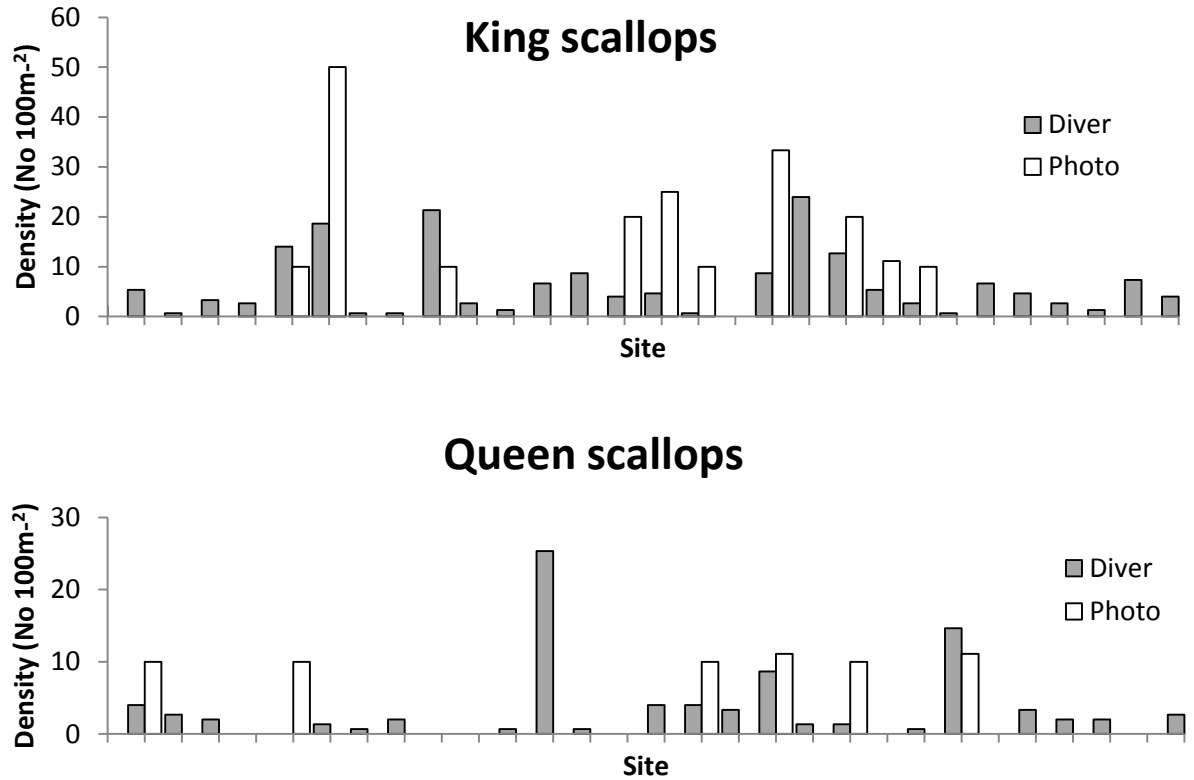 King scallops
Density (No 100m-²)
60
50
40
30
20
10
0
Diver
Photo
Site
Queen scallops
Density (No 100m-²)
30
20
10
0
Diver
Photo
Site